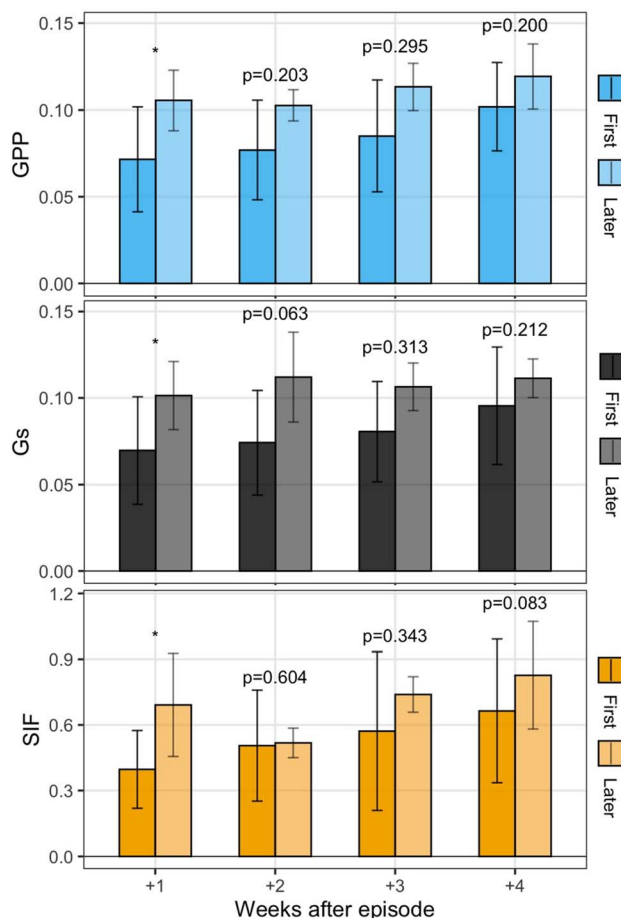 0.15
0.10
0.05
0.00
GPP
*
p=0.203
p=0.295
p=0.200
First
Later
0.15
0.10
0.05
0.00
Gs
*
p=0.063
p=0.313
p=0.212
First
Later
1.2
0.9
0.6
0.3
0.0
SIF
*
p=0.604
p=0.343
p=0.083
First
Later
+1
+2
+3
+4
Weeks after episode